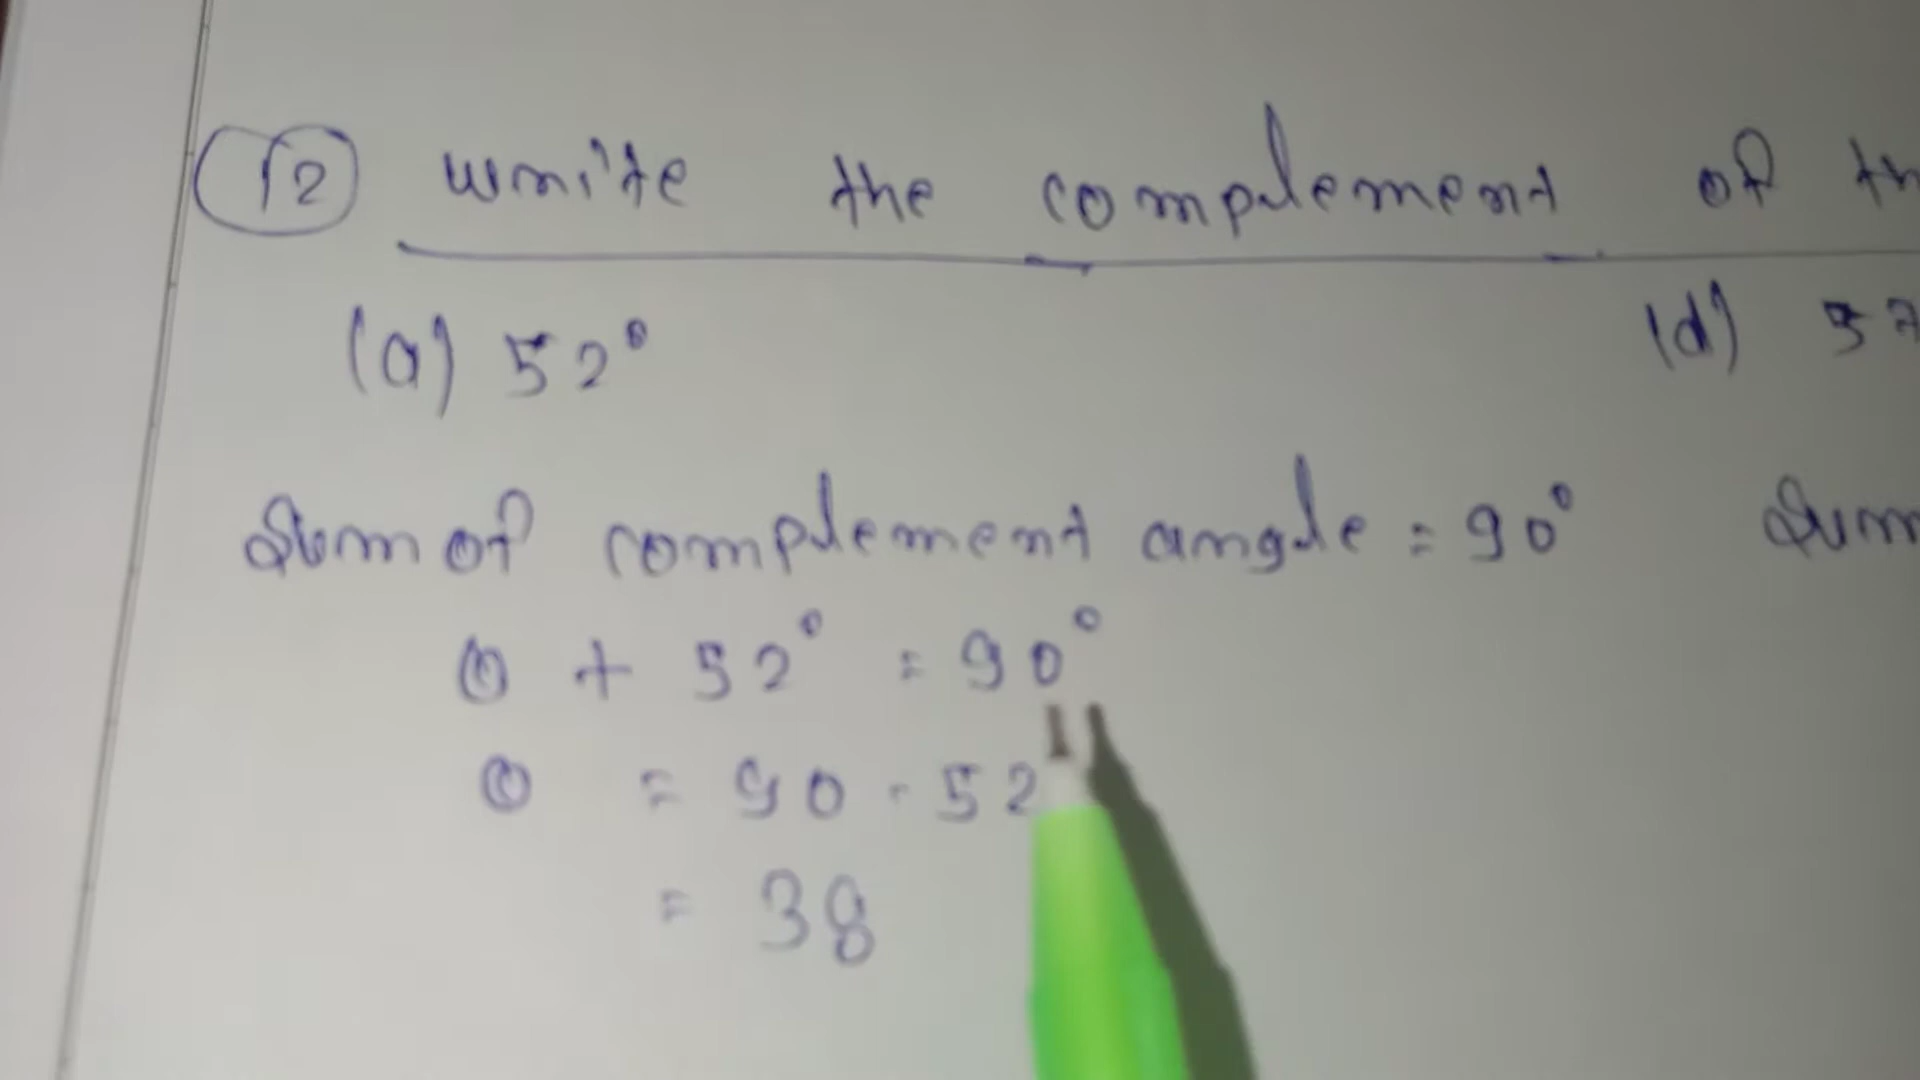 12 write the complement of th
(a) 52° (d) 57
Sum of complement angle = 90° Sum
θ + 52° = 90°
θ = 90 - 52
= 38